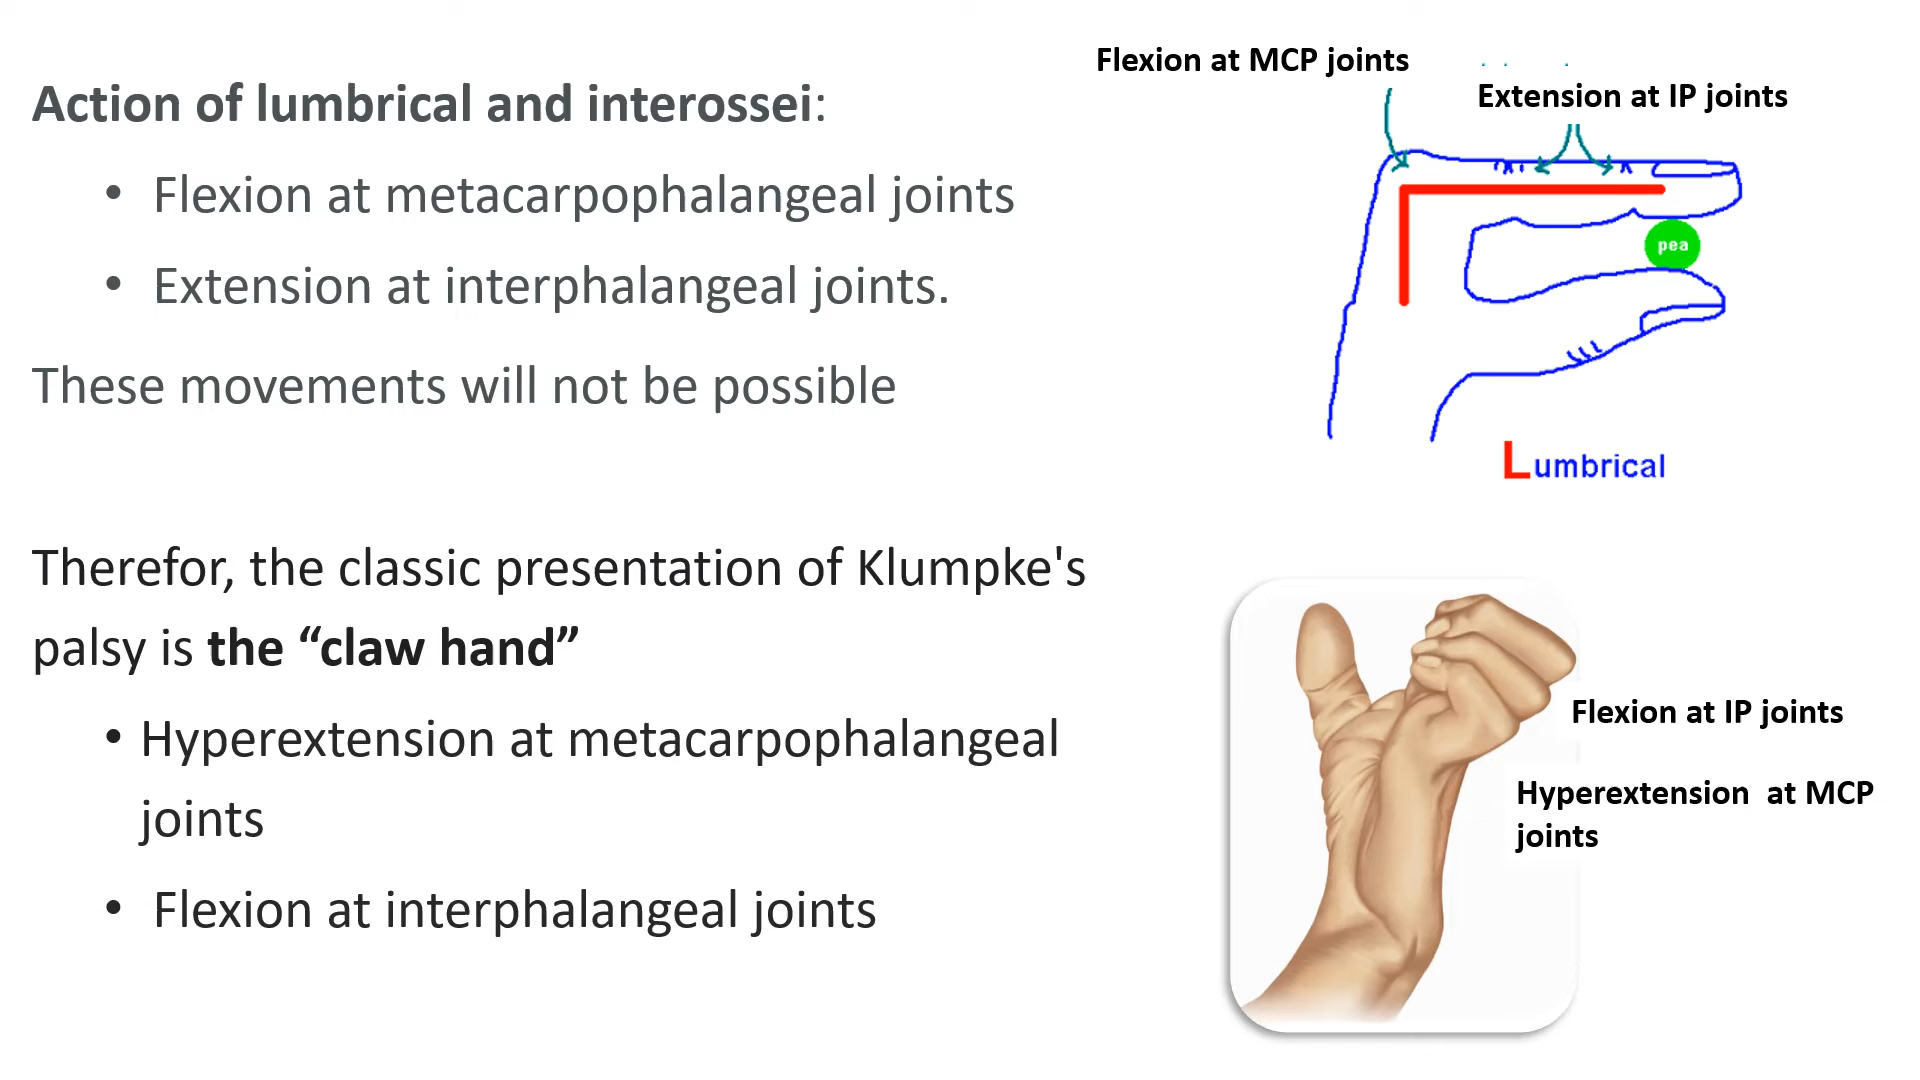 Action of lumbrical and interossei:
• Flexion at metacarpophalangeal joints
• Extension at interphalangeal joints.
These movements will not be possible
Therefor, the classic presentation of Klumpke's
palsy is the “claw hand”
• Hyperextension at metacarpophalangeal
joints
• Flexion at interphalangeal joints
Flexion at MCP joints
Extension at IP joints
pea
Lumbrical
Flexion at IP joints
Hyperextension at MCP
joints